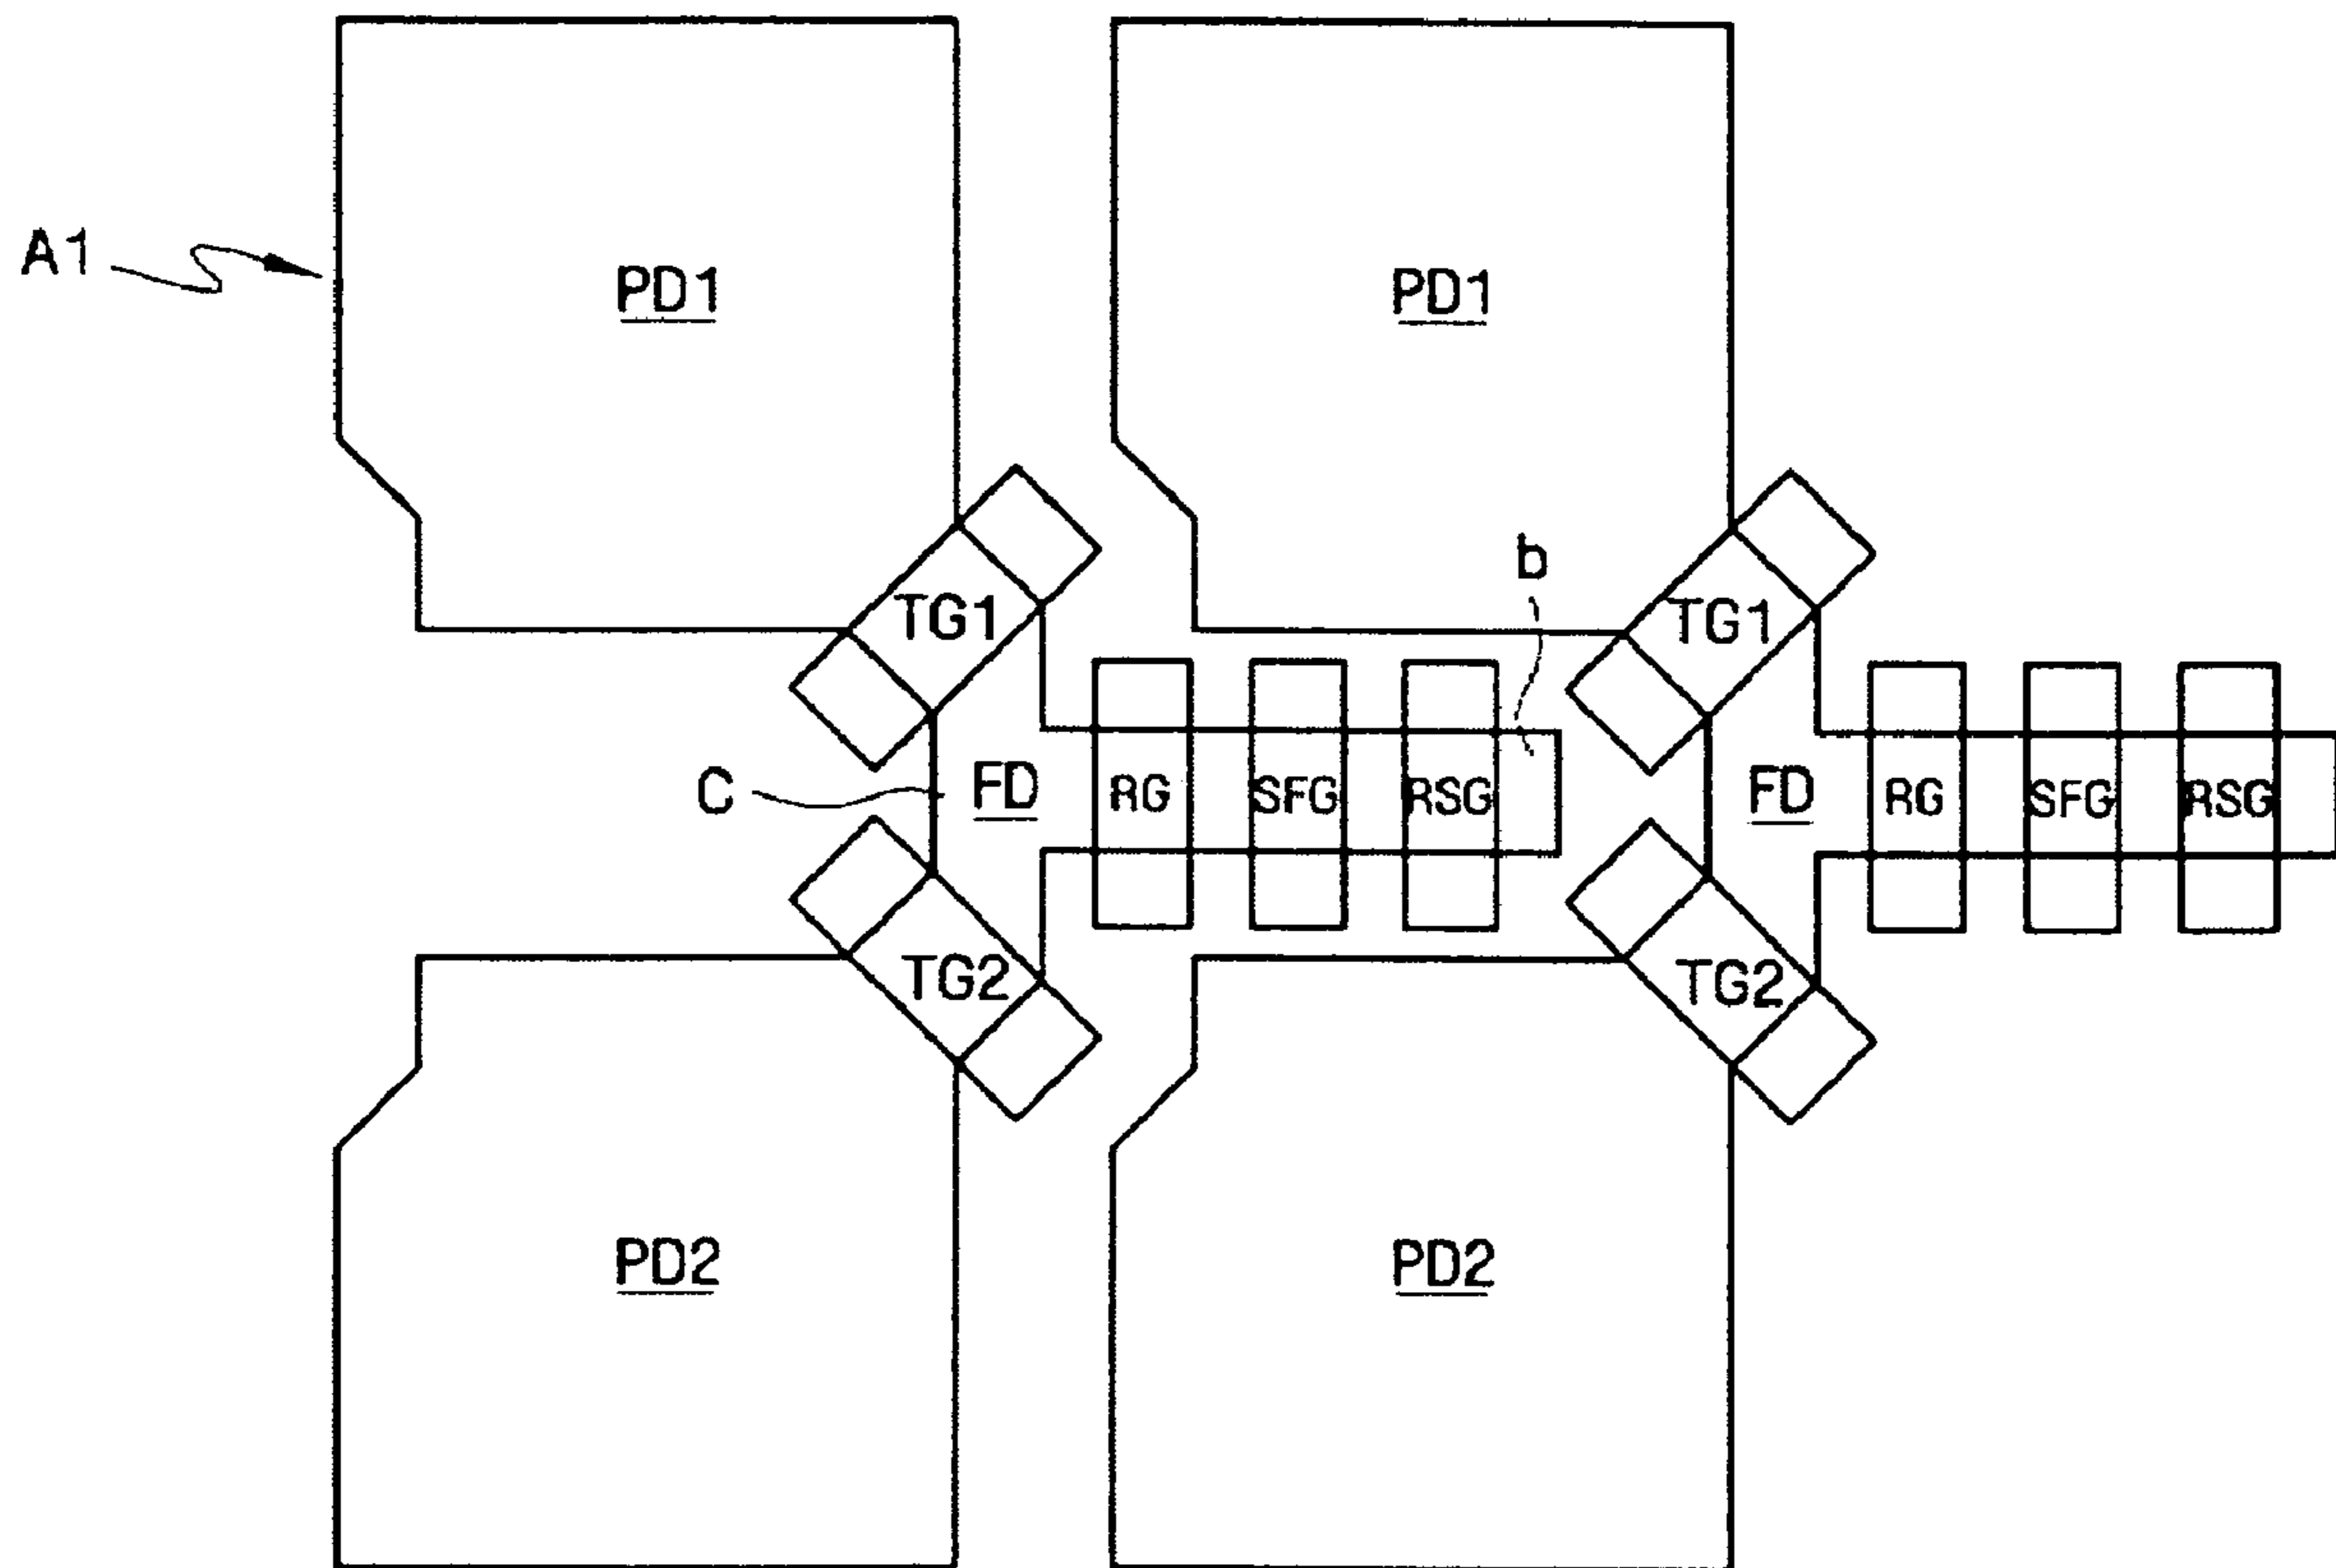 A1
PD1 PD1
b
TG1 TG1
C FD RG SFG RSG FD RG SFG RSG
TG2 TG2
PD2 PD2